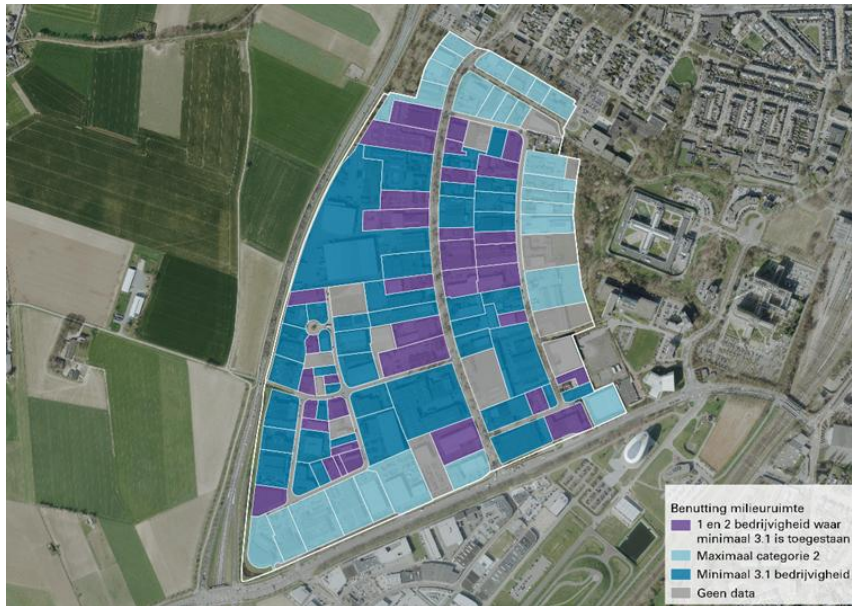 Benutting milieuruimte
1 en 2 bedrijvigheid waar
minimaal 3.1 is toegestaan
Maximaal categorie 2
Minimaal 3.1 bedrijvigheid
Geen data